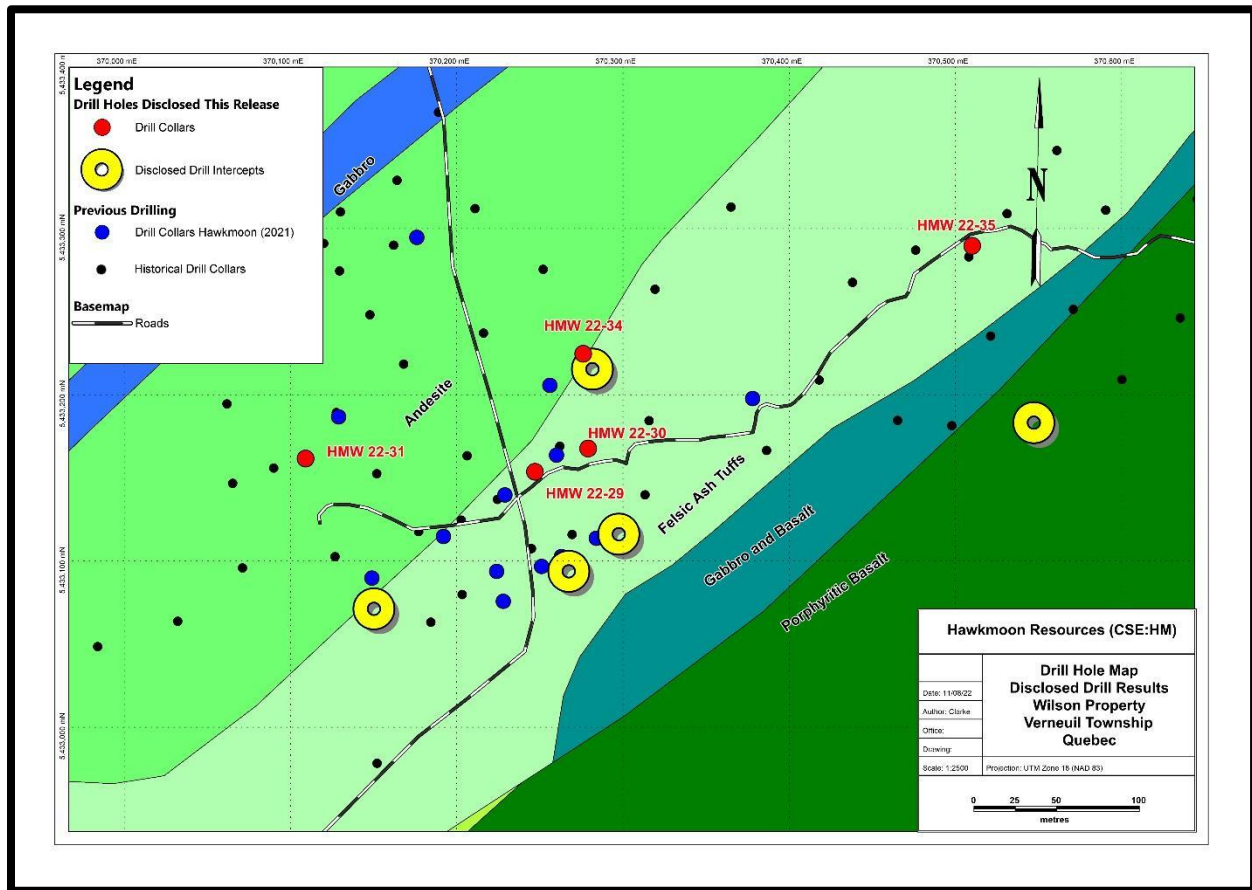 370,000 mE
370,100 mE
370,200 mE
370,300 mE
370,400 mE
370,500 mE
370,600 mE
5,433,300 mN
5,433,200 mN
5,433,100 mN
5,433,000 mN
Legend
Drill Holes Disclosed This Release
Drill Collars
Disclosed Drill Intercepts
Previous Drilling
Drill Collars Hawkmoon (2021)
Historical Drill Collars
Basemap
Roads
Gabbro
N
HMW 22-35
HMW 22-34
Andesite
HMW 22-30
HMW 22-31
HMW 22-29
Felsic Ash Tuffs
Gabbro and Basalt
Porphyritic Basalt
Hawkmoon Resources (CSE:HM)
Date: 11/08/22
Author: Clarke
Office:
Drawing:
Scale: 1:2500
Drill Hole Map
Disclosed Drill Results
Wilson Property
Verneuil Township
Quebec
Projection: UTM Zone 18 (NAD 83)
0 25 50 100
metres